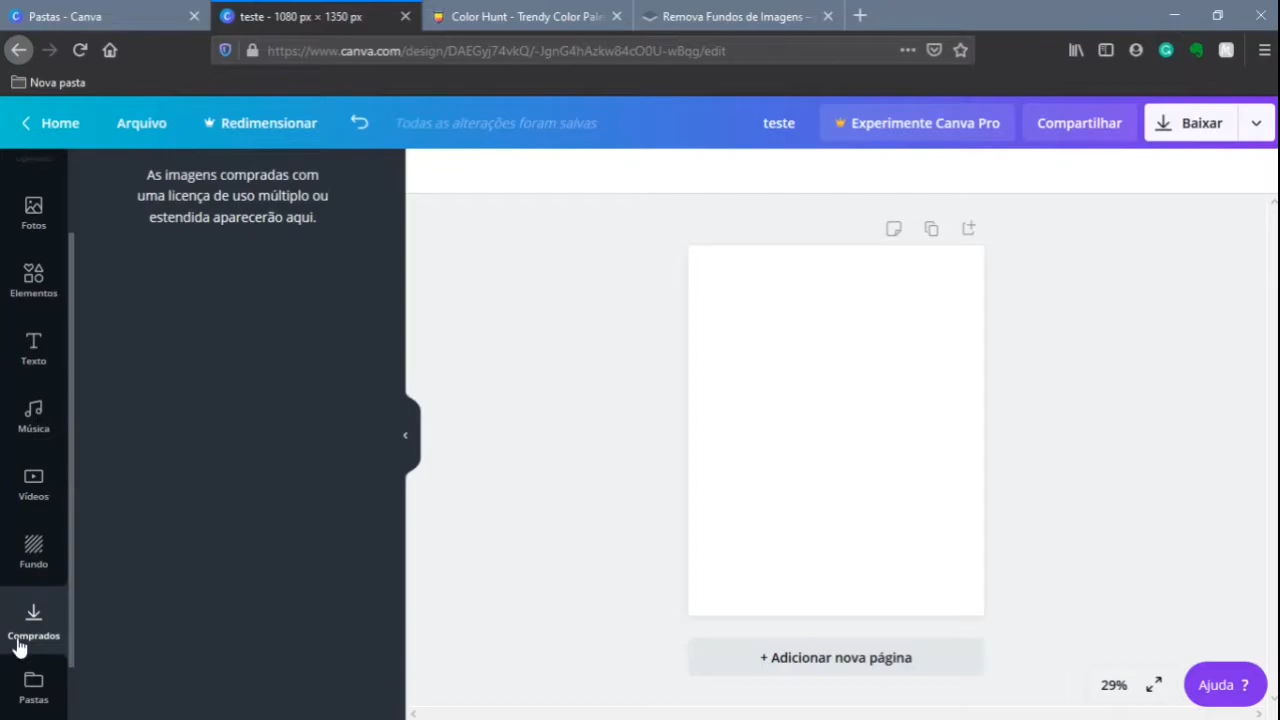 Pastas - Canva
teste - 1080 px × 1350 px
Color Hunt - Trendy Color Pale
Remova Fundos de Imagens –
https://www.canva.com/design/DAEGyj74vkQ/-JgnG4hAzkw84cO0U-wBqg/edit
Nova pasta
Home
Arquivo
Redimensionar
Todas as alterações foram salvas
teste
Experimente Canva Pro
Compartilhar
Baixar
As imagens compradas com
uma licença de uso múltiplo ou
estendida aparecerão aqui.
Fotos
Elementos
Texto
Música
Vídeos
Fundo
Comprados
Pastas
+ Adicionar nova página
29%
Ajuda ?